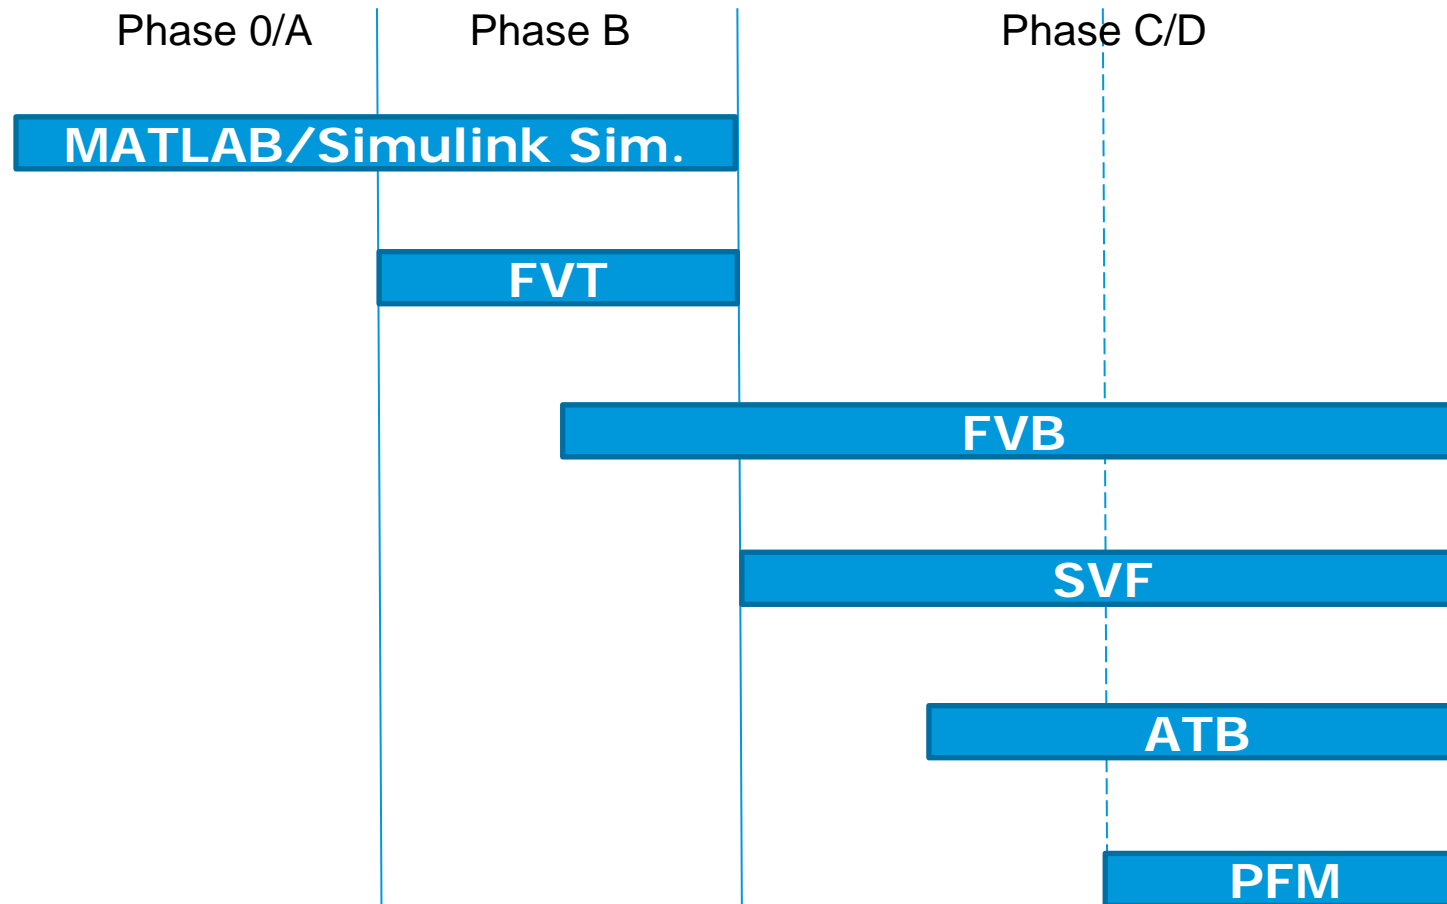 Phase 0/A
Phase B
Phase C/D
MATLAB/Simulink Sim.
FVT
FVB
SVF
ATB
PFM